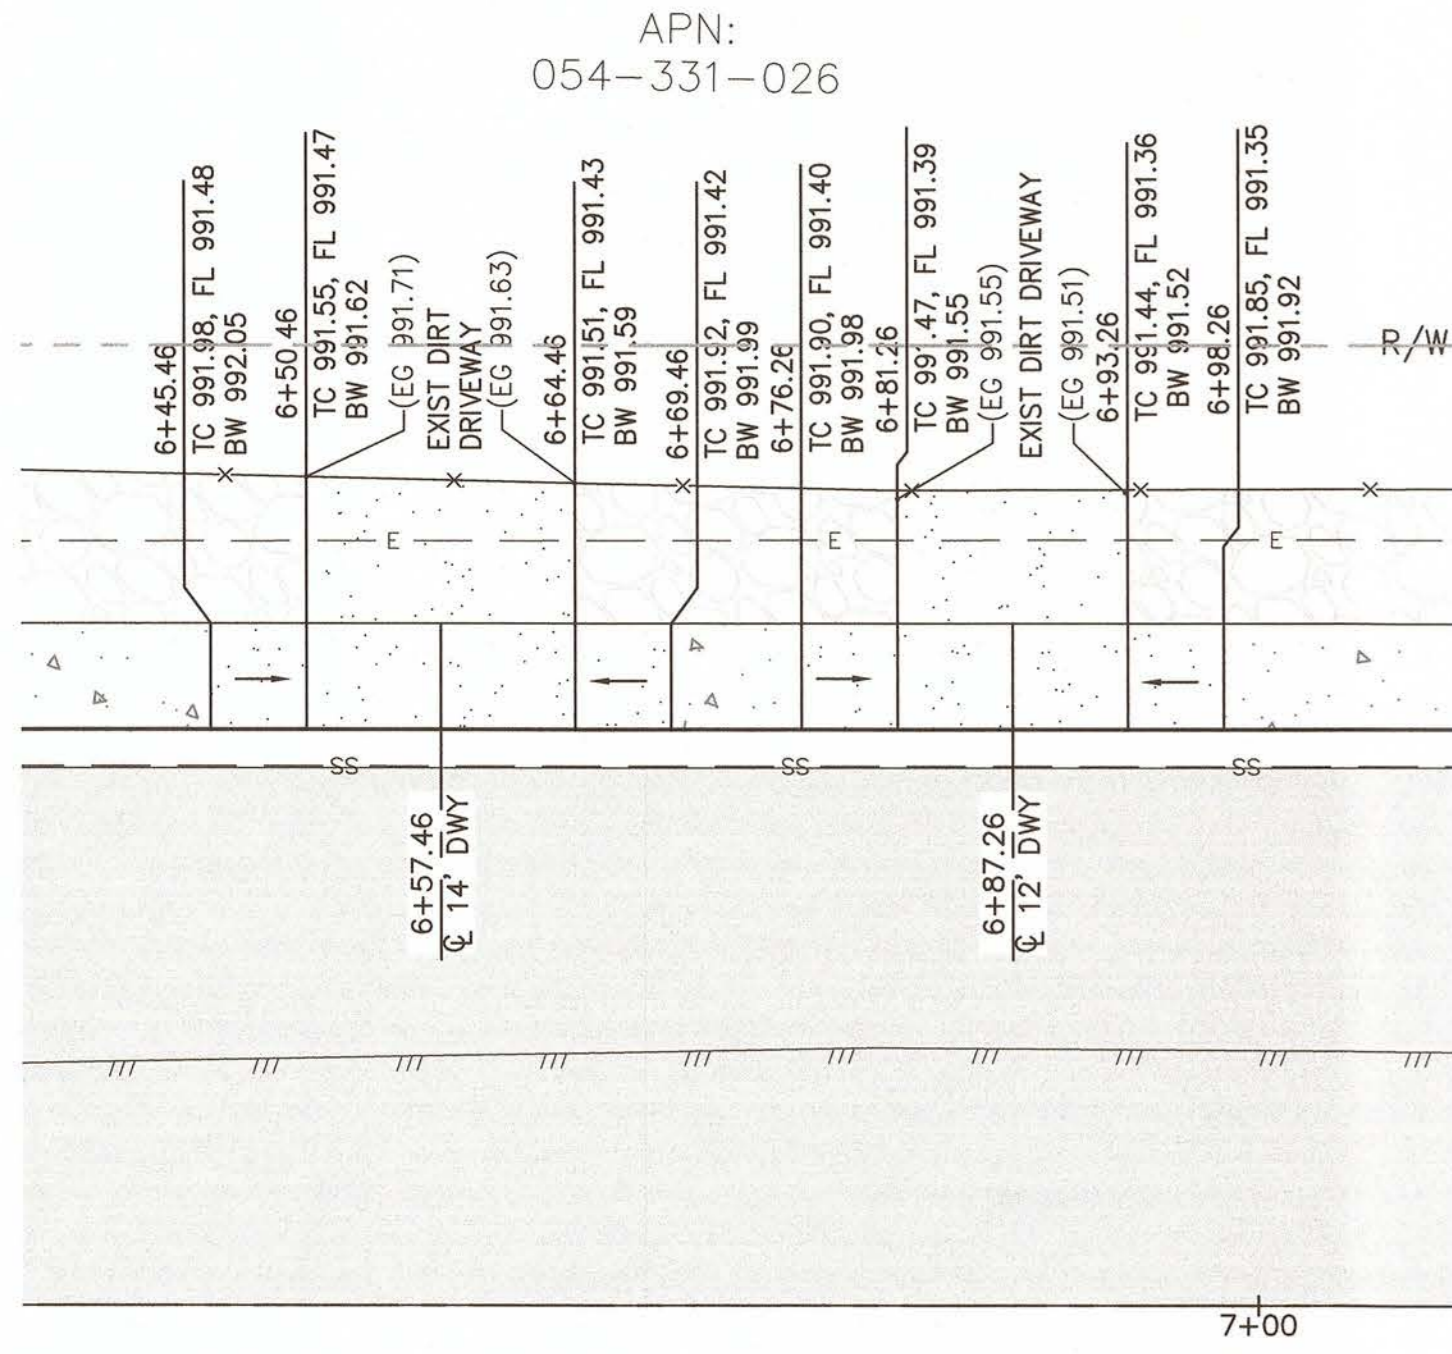 APN:
054-331-026
6+45.46
TC 991.98, FL 991.48
BW 992.05
6+50.46
TC 991.55, FL 991.47
BW 991.62
(EG 991.71)
EXIST DIRT
DRIVEWAY
(EG 991.63)
6+64.46
TC 991.51, FL 991.43
BW 991.59
6+69.46
TC 991.92, FL 991.42
BW 991.99
6+76.26
TC 991.90, FL 991.40
BW 991.98
6+81.26
TC 991.47, FL 991.39
BW 991.55
(EG 991.55)
EXIST DIRT DRIVEWAY
(EG 991.51)
6+93.26
TC 991.44, FL 991.36
BW 991.52
6+98.26
TC 991.85, FL 991.35
BW 991.92
R/W
E
E
E
SS
SS
SS
6+57.46
℄ 14' DWY
6+87.26
℄ 12' DWY
7+00